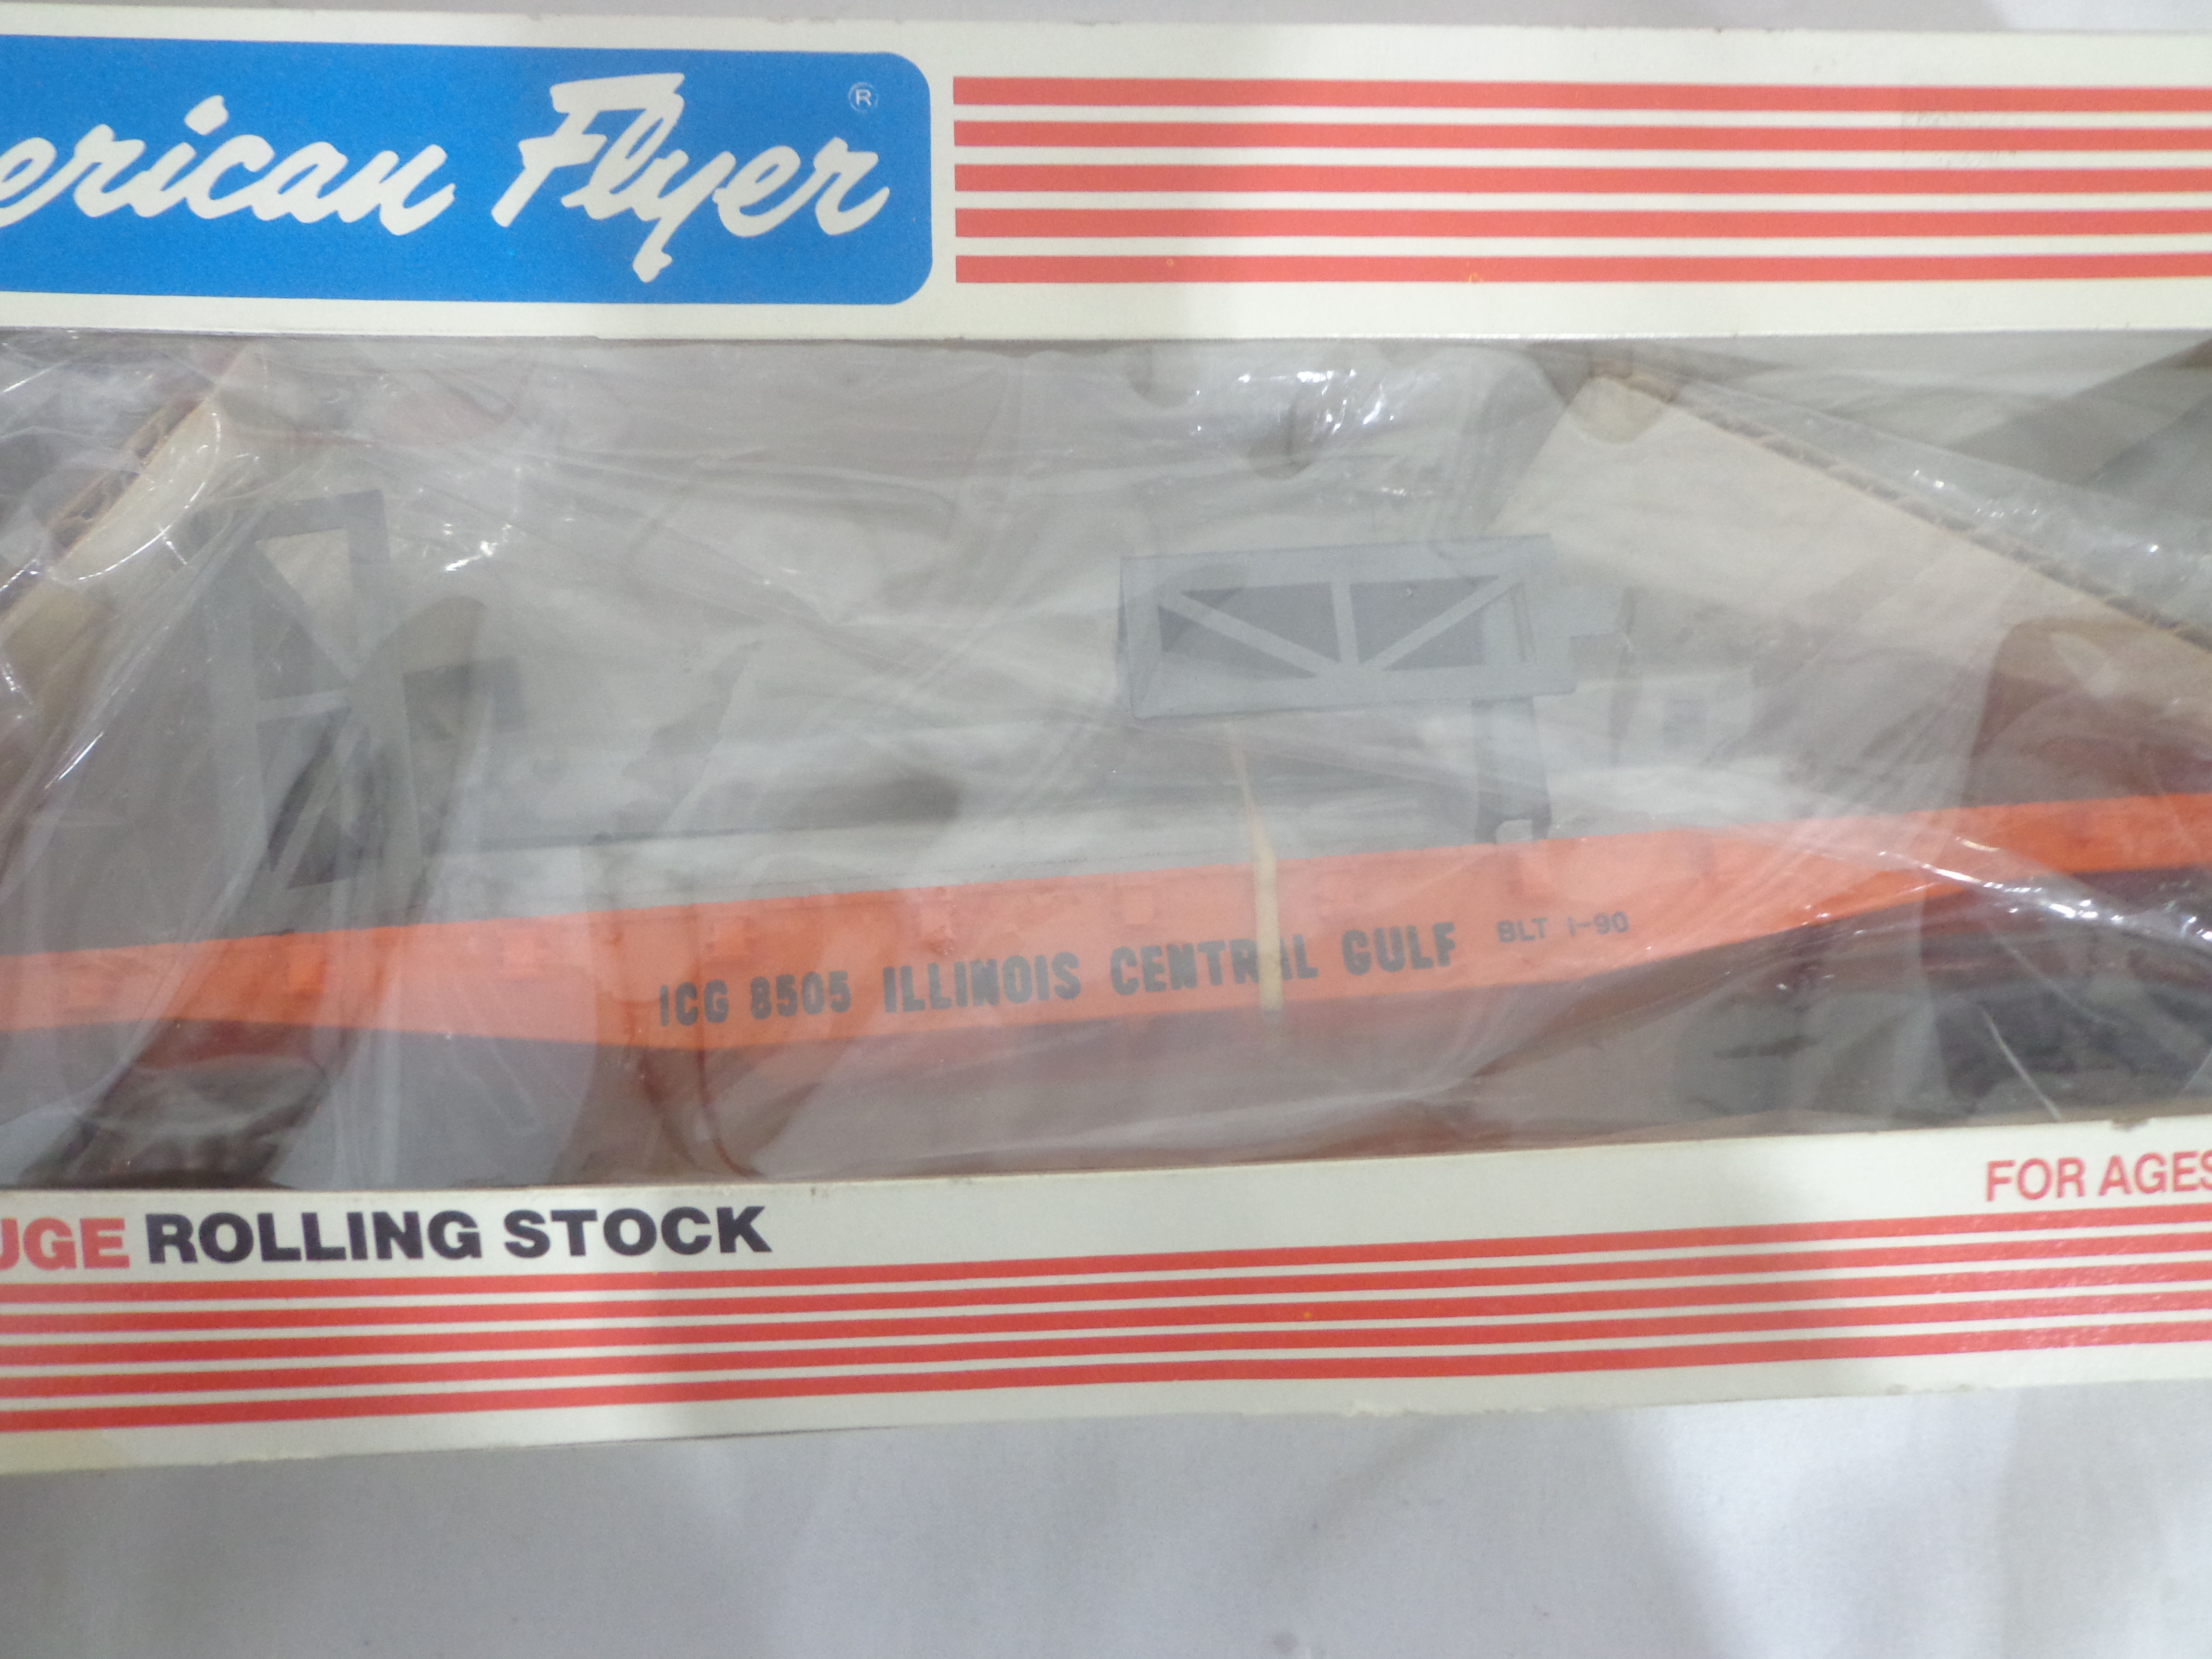 erican Flyer ®
ICG 8505 ILLINOIS CENTRAL GULF BLT 1-90
FOR AGES
UGE ROLLING STOCK